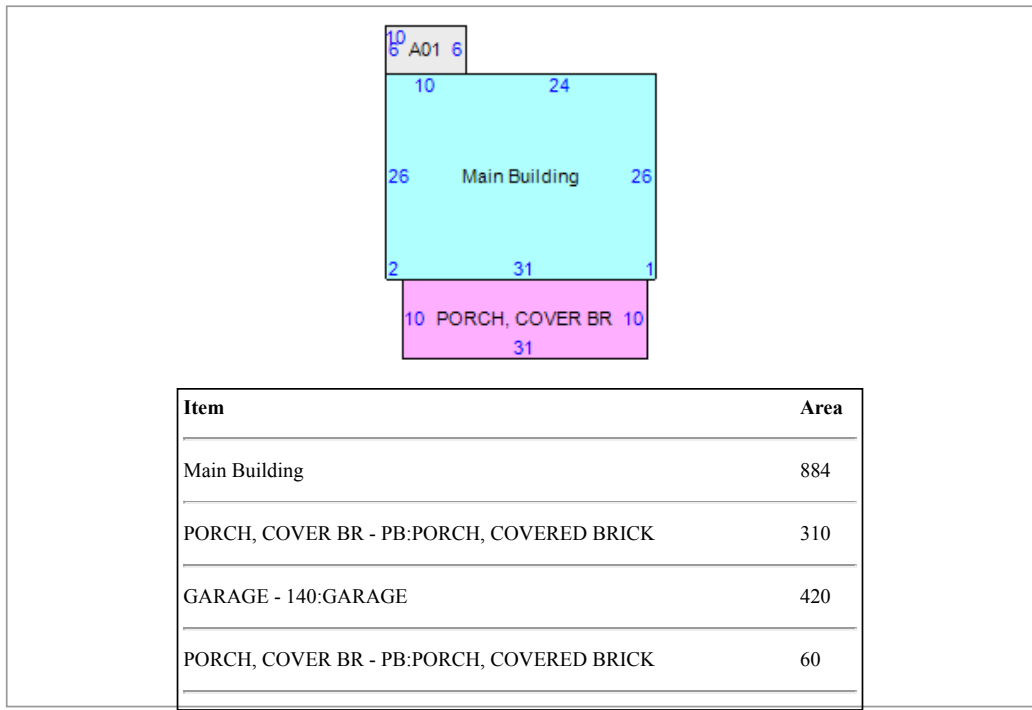 10
6 A01 6
10 24
26 Main Building 26
2 31 1
10 PORCH, COVER BR 10
31
Item Area
Main Building 884
PORCH, COVER BR - PB:PORCH, COVERED BRICK 310
GARAGE - 140:GARAGE 420
PORCH, COVER BR - PB:PORCH, COVERED BRICK 60